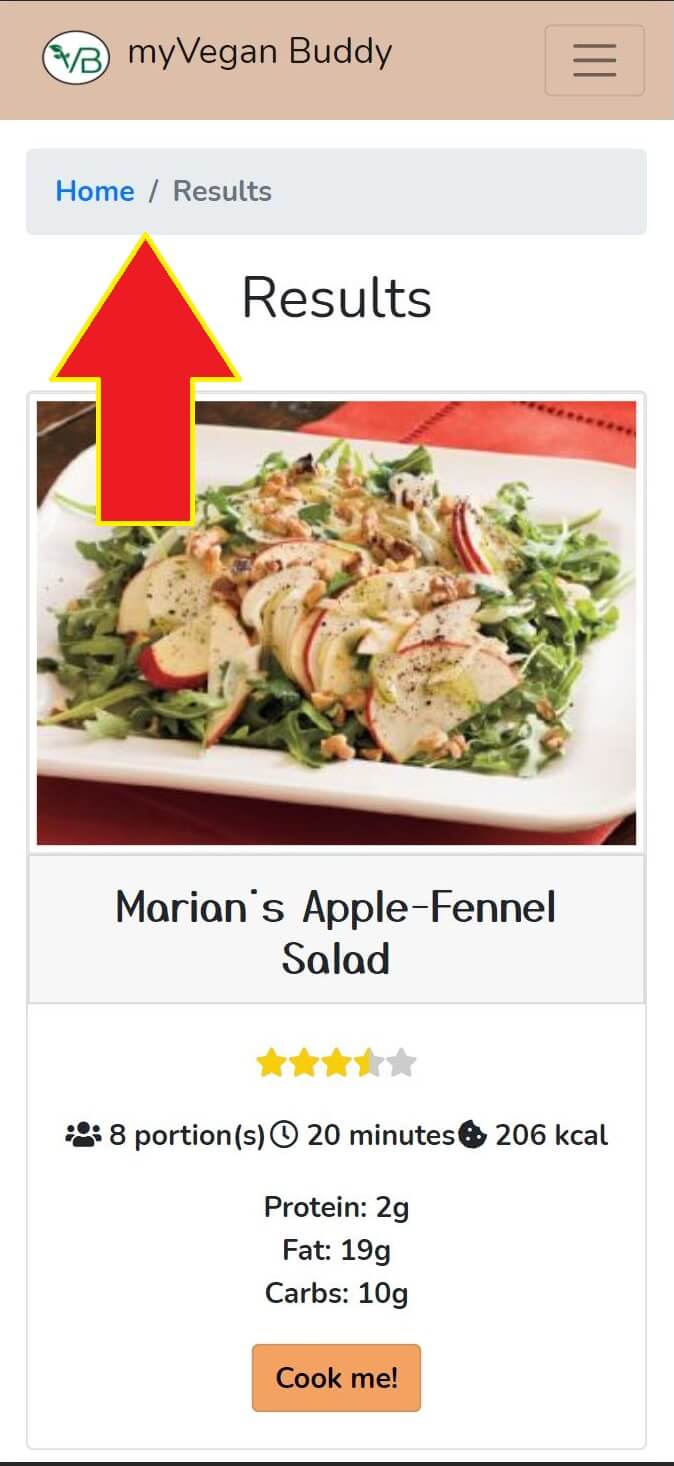 VB myVegan Buddy
Home / Results
Results
Marian's Apple-Fennel
Salad
8 portion(s) 20 minutes 206 kcal
Protein: 2g
Fat: 19g
Carbs: 10g
Cook me!